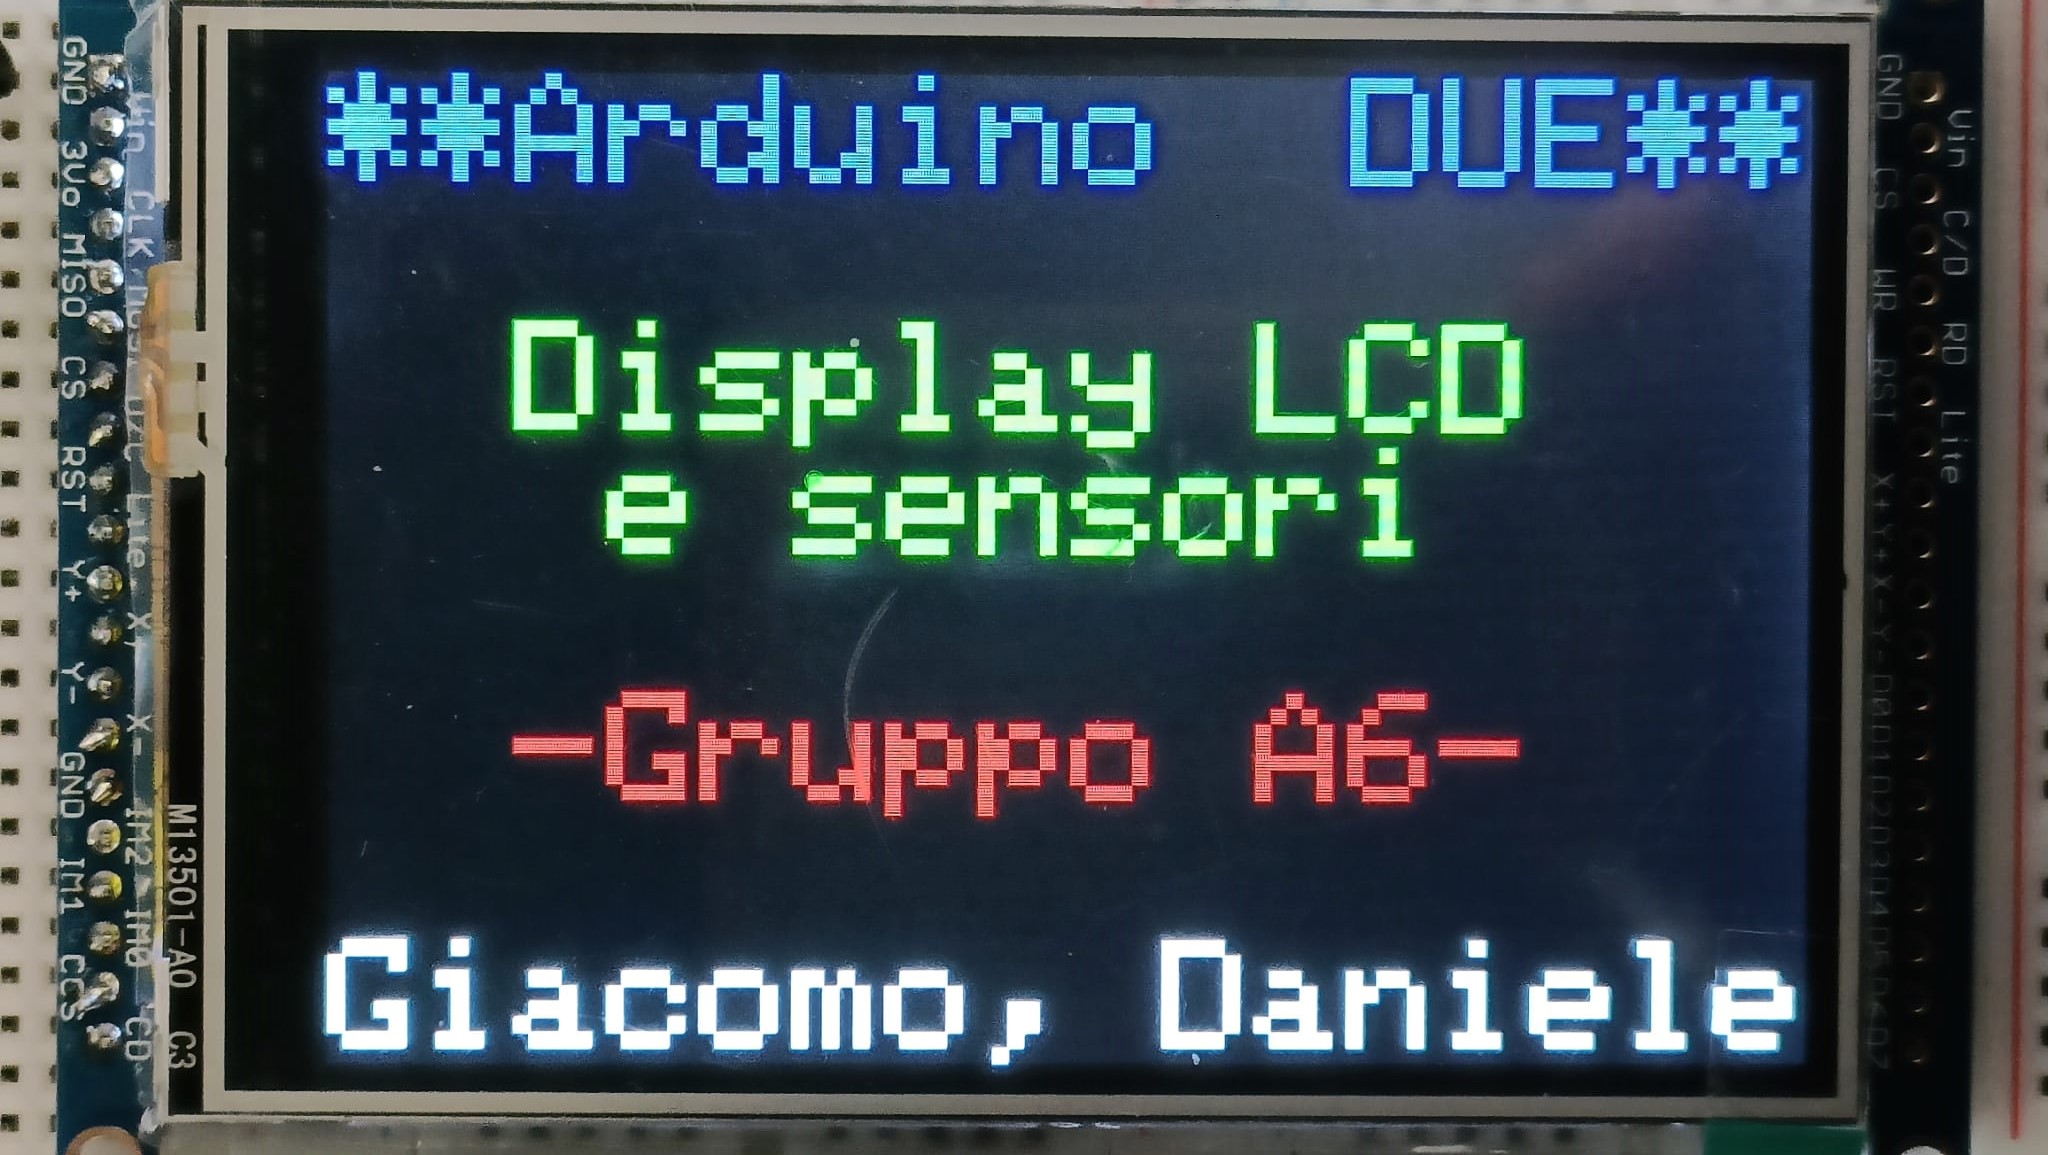 **Arduino DUE**
Display LCD
e sensori
-Gruppo A6-
Giacomo, Daniele
GND 3Vo MISO CS RST Y+ Y- GND IM1 CCS
Vin CLK Lite X+ X- IM2 IM0 CD
M13501-A0 C3
GND CS WR RST X+ Y+ X- Y- D0 D1 D2 D3 D4 D5 D6 D7
Vin C/D RD Lite